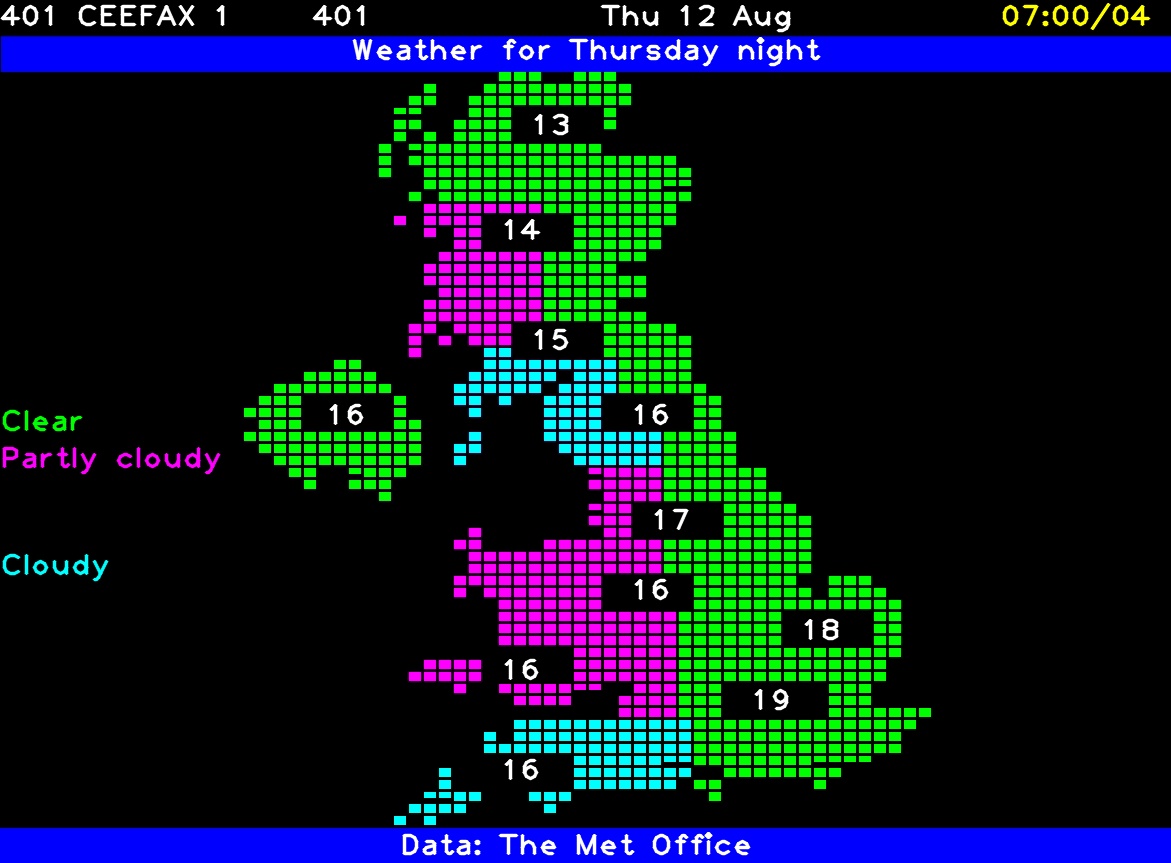 401 CEEFAX 1 401 Thu 12 Aug 07:00/04
Weather for Thursday night
13
14
15
16 16
Clear
Partly cloudy
17
Cloudy
16
18
16
19
16
Data: The Met Office